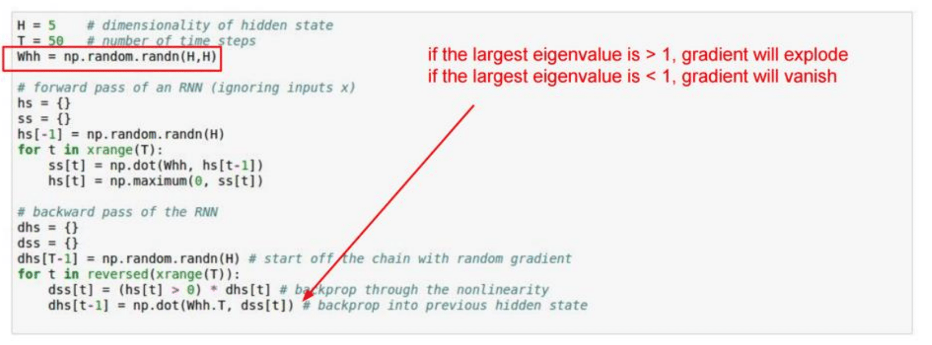 H = 5     # dimensionality of hidden state
T = 50    # number of time steps
Whh = np.random.randn(H,H)
if the largest eigenvalue is > 1, gradient will explode
if the largest eigenvalue is < 1, gradient will vanish
# forward pass of an RNN (ignoring inputs x)
hs = {}
ss = {}
hs[-1] = np.random.randn(H)
for t in xrange(T):
    ss[t] = np.dot(Whh, hs[t-1])
    hs[t] = np.maximum(0, ss[t])
# backward pass of the RNN
dhs = {}
dss = {}
dhs[T-1] = np.random.randn(H) # start off the chain with random gradient
for t in reversed(xrange(T)):
    dss[t] = (hs[t] > 0) * dhs[t] # backprop through the nonlinearity
    dhs[t-1] = np.dot(Whh.T, dss[t]) # backprop into previous hidden state